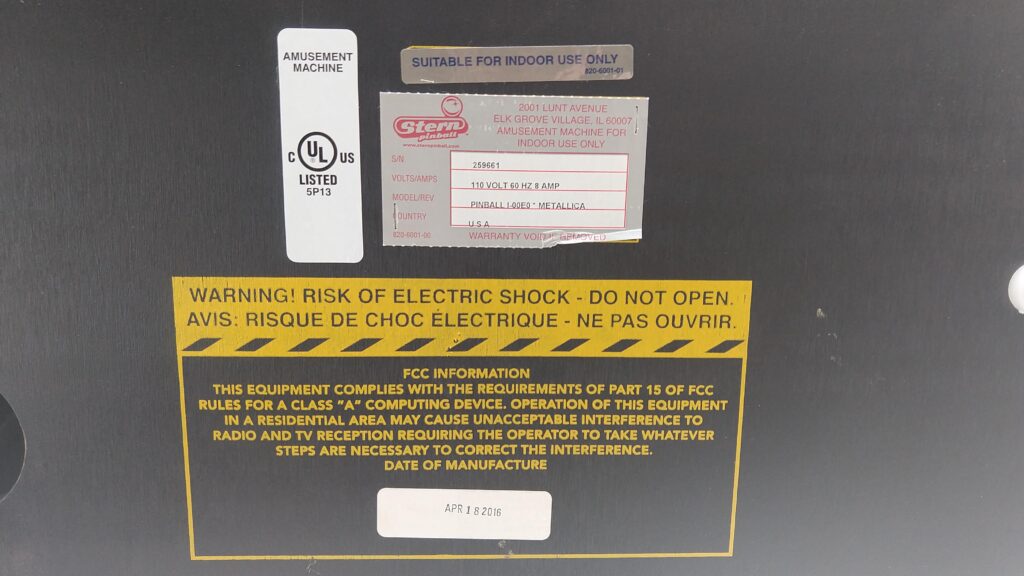 AMUSEMENT
MACHINE
C UL US
LISTED
5P13
SUITABLE FOR INDOOR USE ONLY
820-6001-01
Stern
pinball
www.sternpinball.com
2001 LUNT AVENUE
ELK GROVE VILLAGE, IL 60007
AMUSEMENT MACHINE FOR
INDOOR USE ONLY
S/N 259661
VOLTS/AMPS 110 VOLT 60 HZ 8 AMP
MODEL/REV PINBALL I-00E0 * METALLICA
COUNTRY U S A
820-6001-00 WARRANTY VOID IF REMOVED
WARNING! RISK OF ELECTRIC SHOCK - DO NOT OPEN.
AVIS: RISQUE DE CHOC ÉLECTRIQUE - NE PAS OUVRIR.
FCC INFORMATION
THIS EQUIPMENT COMPLIES WITH THE REQUIREMENTS OF PART 15 OF FCC
RULES FOR A CLASS "A" COMPUTING DEVICE. OPERATION OF THIS EQUIPMENT
IN A RESIDENTIAL AREA MAY CAUSE UNACCEPTABLE INTERFERENCE TO
RADIO AND TV RECEPTION REQUIRING THE OPERATOR TO TAKE WHATEVER
STEPS ARE NECESSARY TO CORRECT THE INTERFERENCE.
DATE OF MANUFACTURE
APR 18 2016